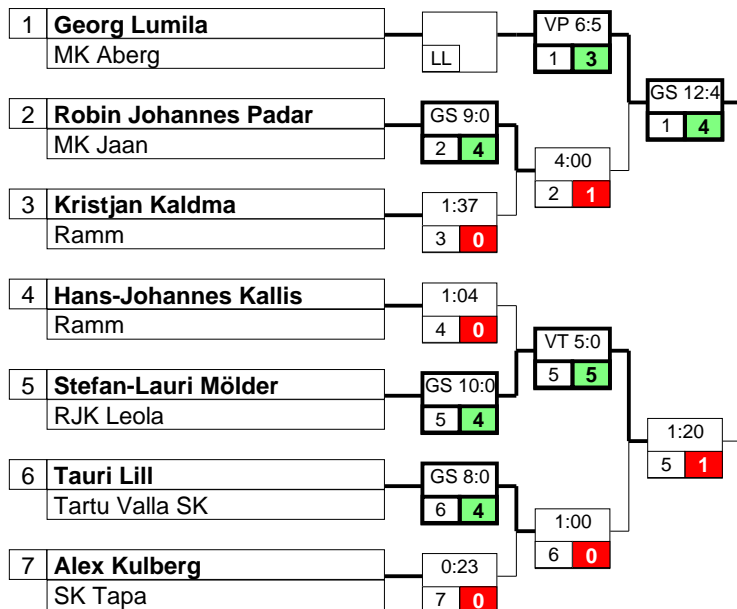 1 Georg Lumila
MK Aberg
LL
VP 6:5
1 3
GS 12:4
1 4
2 Robin Johannes Padar
MK Jaan
GS 9:0
2 4
4:00
2 1
3 Kristjan Kaldma
Ramm
1:37
3 0
4 Hans-Johannes Kallis
Ramm
1:04
4 0
VT 5:0
5 5
5 Stefan-Lauri Mölder
RJK Leola
GS 10:0
5 4
1:20
5 1
6 Tauri Lill
Tartu Valla SK
GS 8:0
6 4
1:00
6 0
7 Alex Kulberg
SK Tapa
0:23
7 0